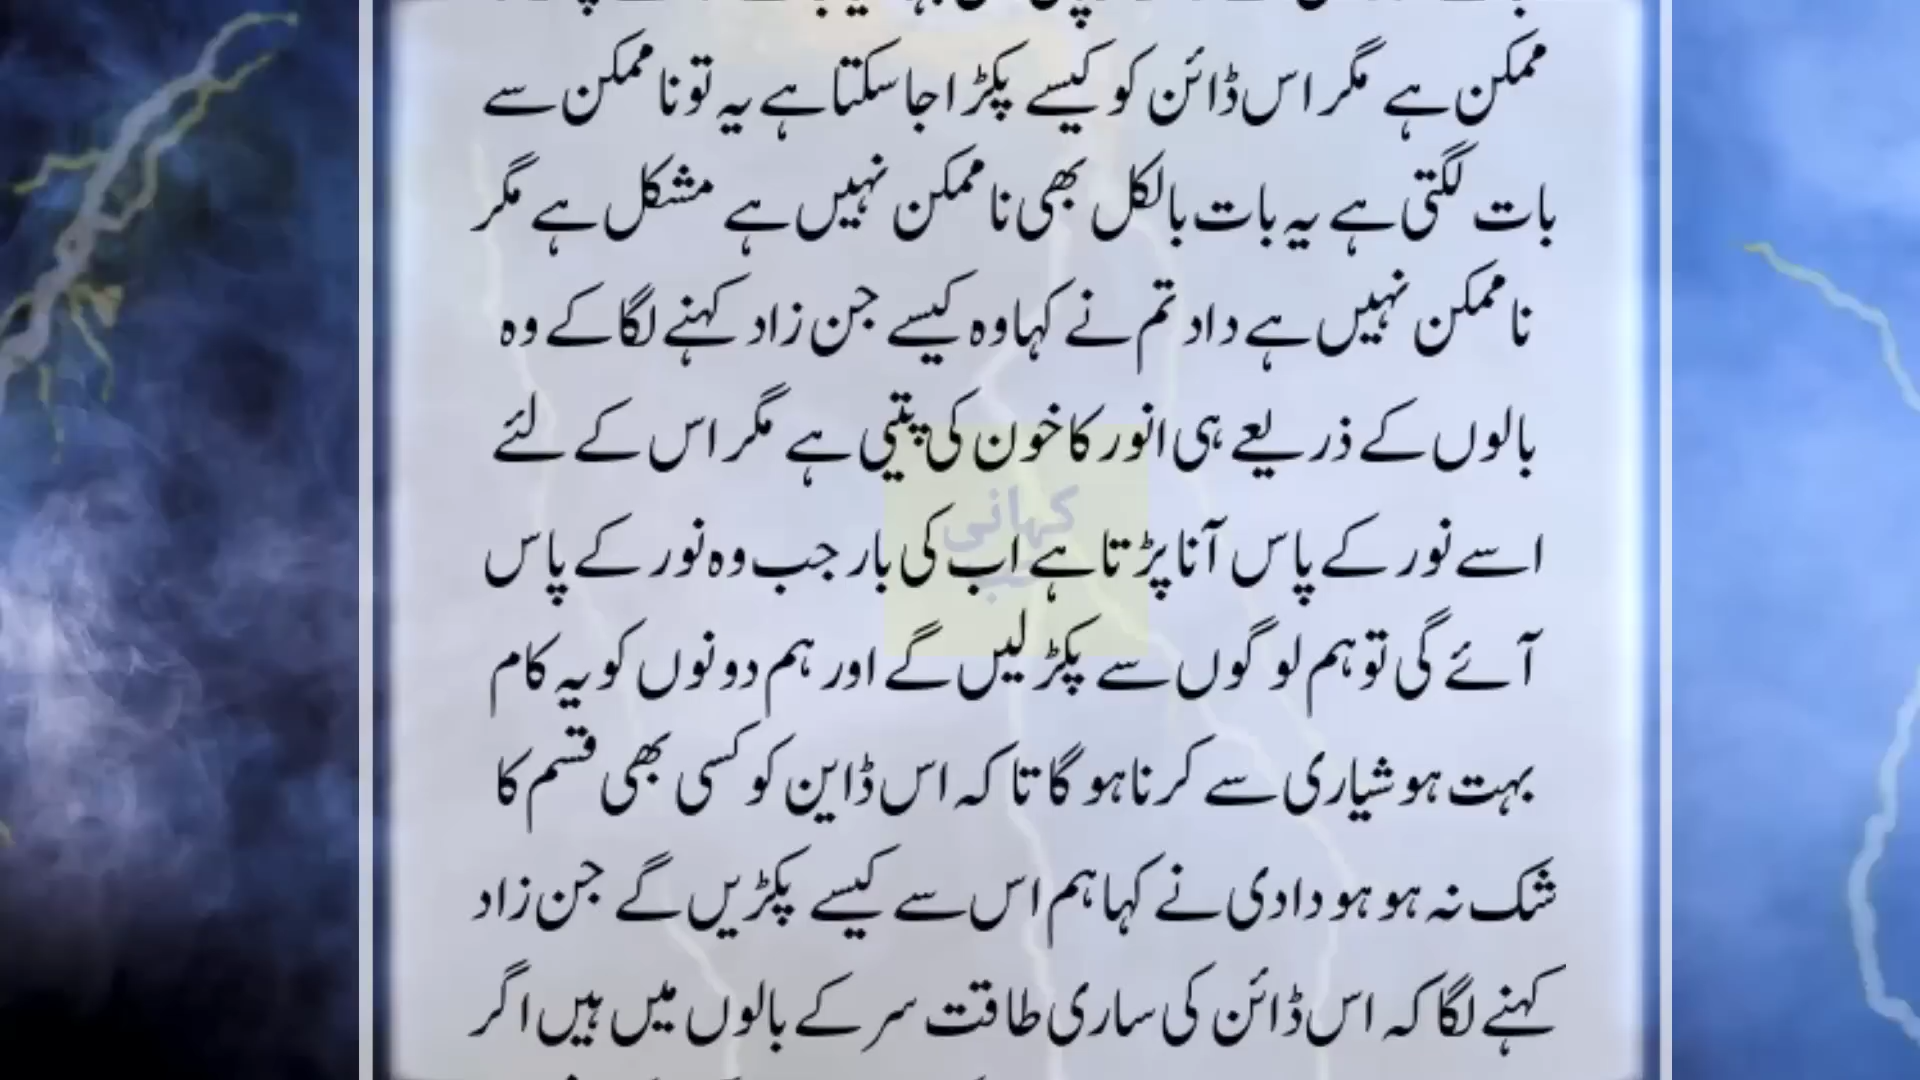 ممکن ہے مگر اس ڈائن کو کیسے پکڑا جا سکتا ہے یہ تو ناممکن سے
بات لگتی ہے یہ بات بالکل بھی ناممکن نہیں ہے مشکل ہے مگر
ناممکن نہیں ہے داد تم نے کہا وہ کیسے جن زاد کہنے لگا کے وہ
بالوں کے ذریعے ہی انور کا خون کی پیتی ہے مگر اس کے لئے
اسے نور کے پاس آنا پڑتا ہے اب کی بار جب وہ نور کے پاس
آئے گی تو ہم لوگوں سے پکڑ لیں گے اور ہم دونوں کو یہ کام
بہت ہوشیاری سے کرنا ہو گا تاکہ اس ڈاین کو کسی بھی قسم کا
شک نہ ہو ہو دادی نے کہا ہم اس سے کیسے پکڑیں گے جن زاد
کہنے لگا کہ اس ڈائن کی ساری طاقت سر کے بالوں میں ہیں اگر
کہانی